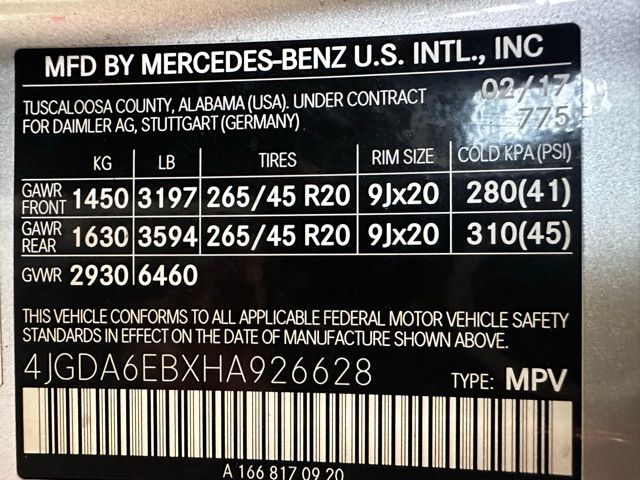 MFD BY MERCEDES-BENZ U.S. INTL., INC
TUSCALOOSA COUNTY, ALABAMA (USA). UNDER CONTRACT 02/17
FOR DAIMLER AG, STUTTGART (GERMANY) 775
KG LB TIRES RIM SIZE COLD KPA (PSI)
GAWR FRONT 1450 3197 265/45 R20 9Jx20 280(41)
GAWR REAR 1630 3594 265/45 R20 9Jx20 310(45)
GVWR 2930 6460
THIS VEHICLE CONFORMS TO ALL APPLICABLE FEDERAL MOTOR VEHICLE SAFETY
STANDARDS IN EFFECT ON THE DATE OF MANUFACTURE SHOWN ABOVE.
4JGDA6EBXHA926628 TYPE: MPV
A 166 817 09 20